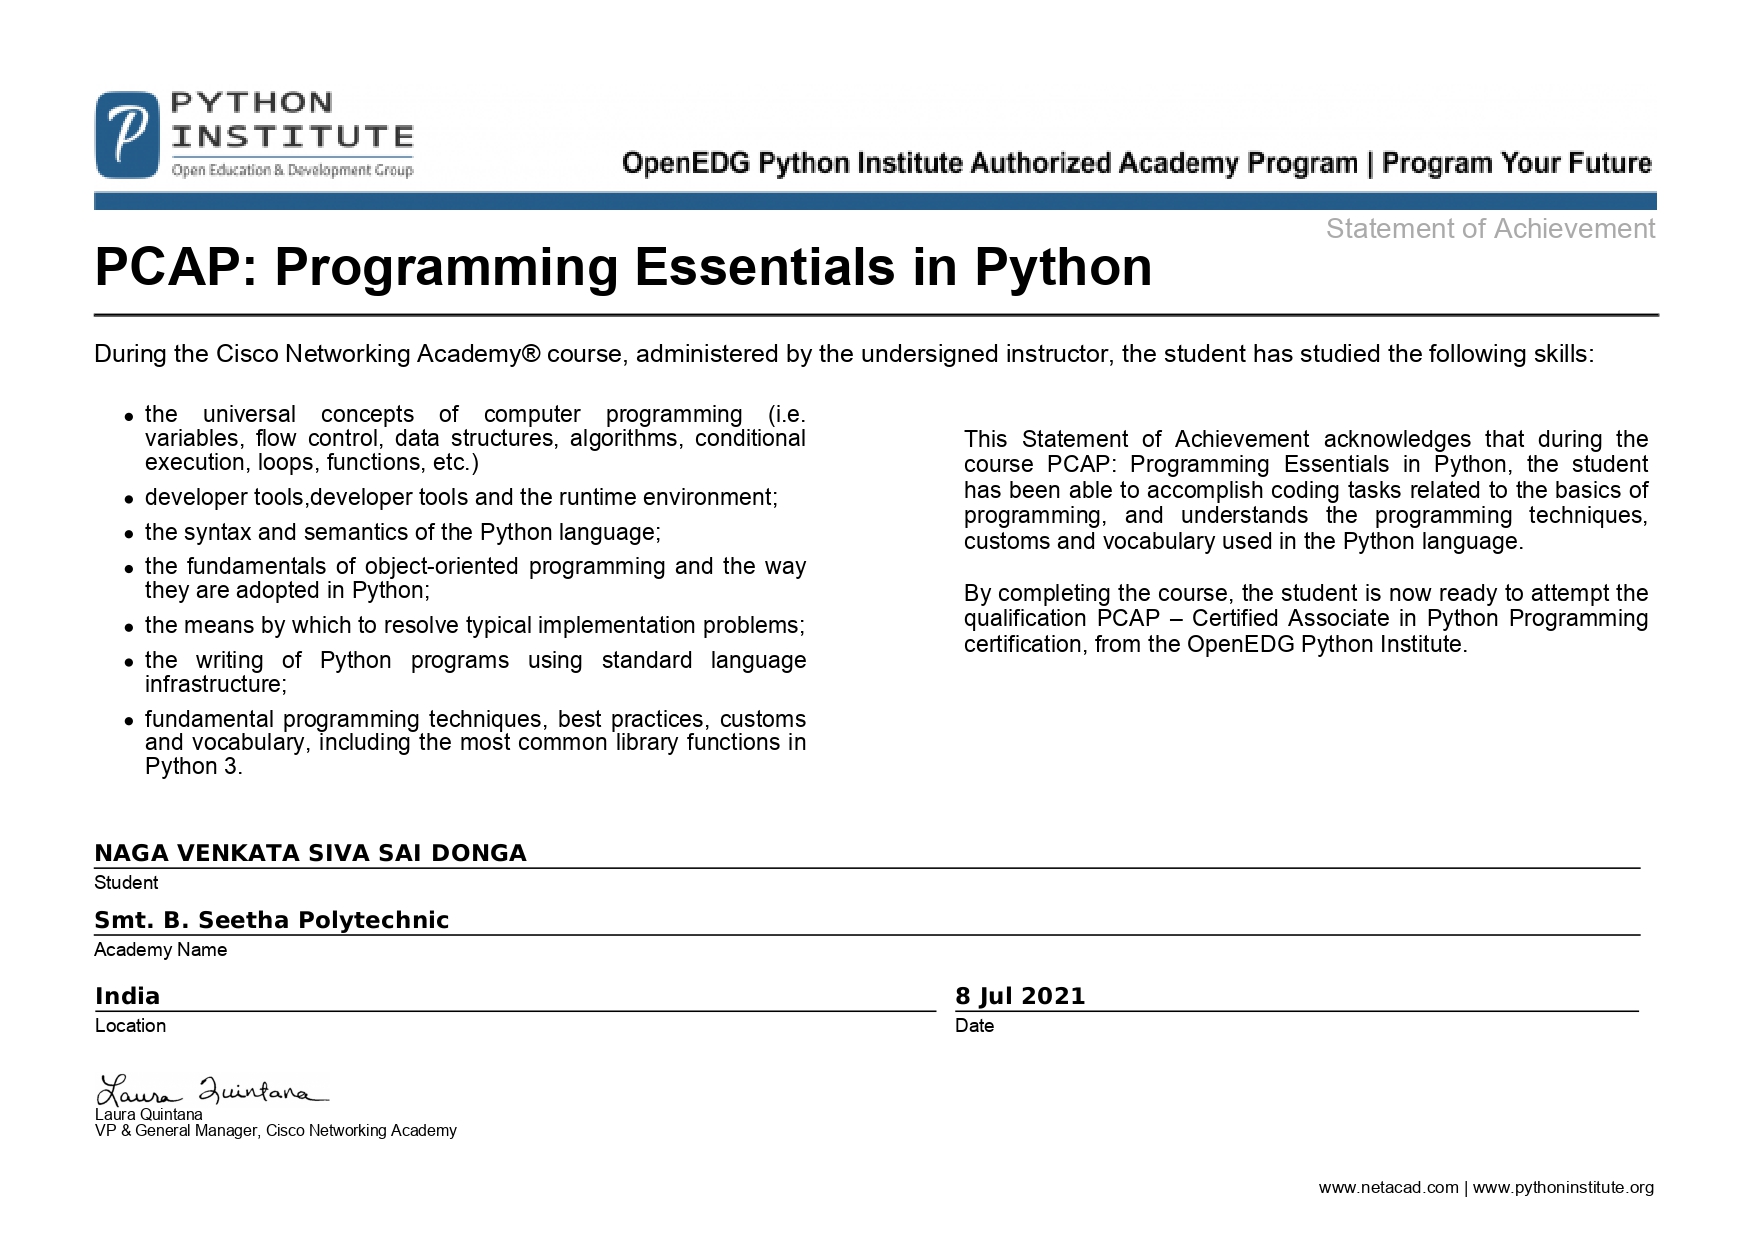 PYTHON
INSTITUTE
Open Education & Development Group
OpenEDG Python Institute Authorized Academy Program | Program Your Future
Statement of Achievement
PCAP: Programming Essentials in Python
During the Cisco Networking Academy® course, administered by the undersigned instructor, the student has studied the following skills:
• the universal concepts of computer programming (i.e.
variables, flow control, data structures, algorithms, conditional
execution, loops, functions, etc.)
• developer tools,developer tools and the runtime environment;
• the syntax and semantics of the Python language;
• the fundamentals of object-oriented programming and the way
they are adopted in Python;
• the means by which to resolve typical implementation problems;
• the writing of Python programs using standard language
infrastructure;
• fundamental programming techniques, best practices, customs
and vocabulary, including the most common library functions in
Python 3.
This Statement of Achievement acknowledges that during the
course PCAP: Programming Essentials in Python, the student
has been able to accomplish coding tasks related to the basics of
programming, and understands the programming techniques,
customs and vocabulary used in the Python language.
By completing the course, the student is now ready to attempt the
qualification PCAP – Certified Associate in Python Programming
certification, from the OpenEDG Python Institute.
NAGA VENKATA SIVA SAI DONGA
Student
Smt. B. Seetha Polytechnic
Academy Name
India
Location
8 Jul 2021
Date
Laura Quintana
Laura Quintana
VP & General Manager, Cisco Networking Academy
www.netacad.com | www.pythoninstitute.org